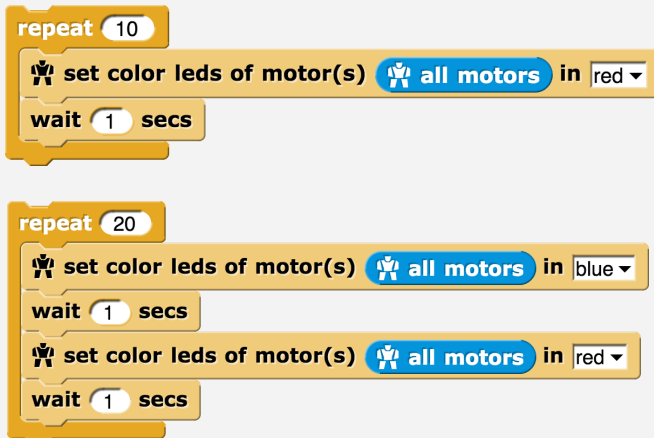 repeat 10
set color leds of motor(s) all motors in red
wait 1 secs
repeat 20
set color leds of motor(s) all motors in blue
wait 1 secs
set color leds of motor(s) all motors in red
wait 1 secs